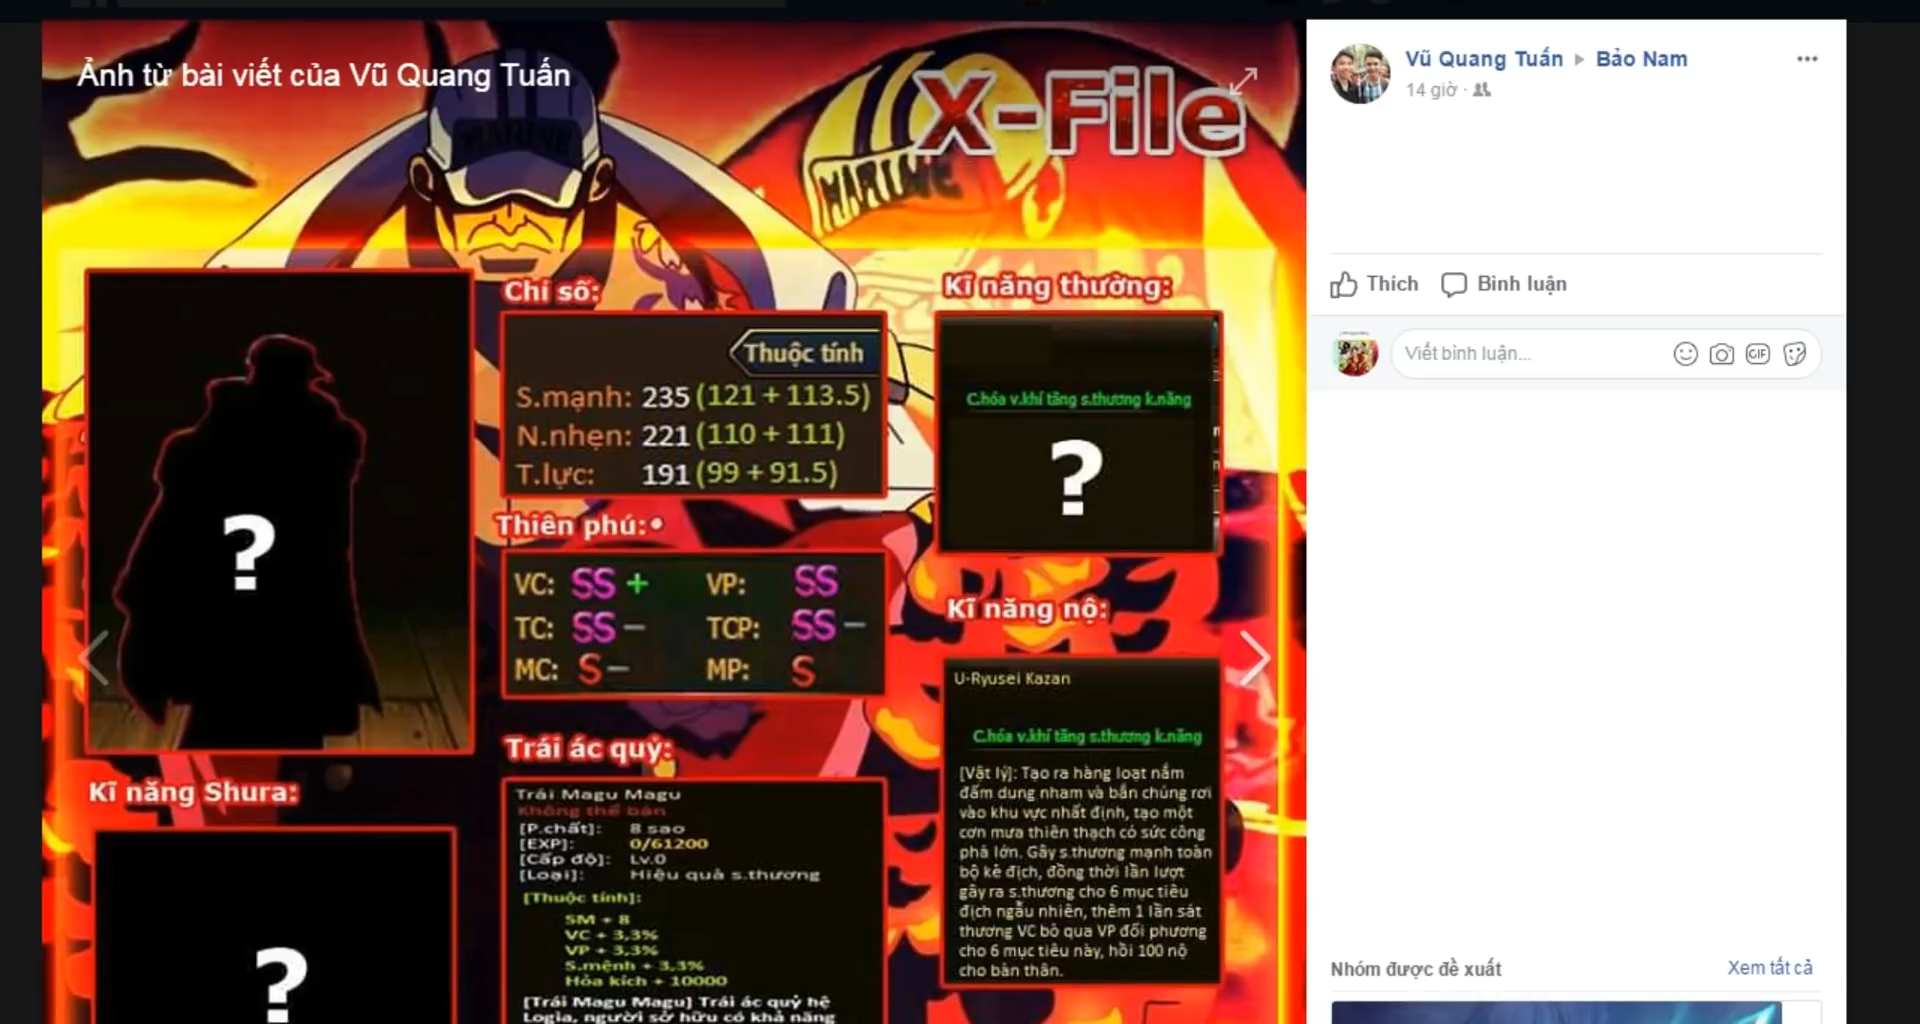 Ảnh từ bài viết của Vũ Quang Tuấn
X-File
MARINE
MARINE
Chỉ số:
Thuộc tính
S.mạnh: 235 (121 + 113.5)
N.nhẹn: 221 (110 + 111)
T.lực: 191 (99 + 91.5)
Thiên phú:
VC: SS + VP: SS
TC: SS - TCP: SS -
MC: S - MP: S
Trái ác quỷ:
Trái Magu Magu
Không thể bán
[P.chất]: 8 sao
[EXP]: 0/61200
[Cấp độ]: Lv.0
[Loại]: Hiệu quả s.thương
[Thuộc tính]:
SM + 8
VC + 3,3%
VP + 3,3%
S.mệnh + 3,3%
Hỏa kích + 10000
[Trái Magu Magu] Trái ác quỷ hệ
Logia, người sở hữu có khả năng
?
Kĩ năng Shura:
?
Kĩ năng thường:
C.hóa v.khí tăng s.thương k.năng
?
Kĩ năng nộ:
U-Ryusei Kazan
C.hóa v.khí tăng s.thương k.năng
[Vật lý]: Tạo ra hàng loạt nắm
đấm dung nham và bắn chúng rơi
vào khu vực nhất định, tạo một
cơn mưa thiên thạch có sức công
phá lớn. Gây s.thương mạnh toàn
bộ kẻ địch, đồng thời lần lượt
gây ra s.thương cho 6 mục tiêu
địch ngẫu nhiên, thêm 1 lần sát
thương VC bỏ qua VP đối phương
cho 6 mục tiêu này, hồi 100 nộ
cho bản thân.
Vũ Quang Tuấn ▸ Bảo Nam
14 giờ ·
Thích Bình luận
Viết bình luận...
GIF
Nhóm được đề xuất
Xem tất cả